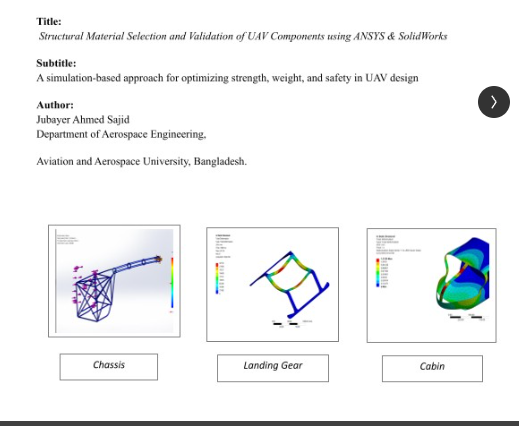 Title:
Structural Material Selection and Validation of UAV Components using ANSYS & SolidWorks
Subtitle:
A simulation-based approach for optimizing strength, weight, and safety in UAV design
Author:
Jubayer Ahmed Sajid
Department of Aerospace Engineering,
Aviation and Aerospace University, Bangladesh.
Chassis
Landing Gear
Cabin